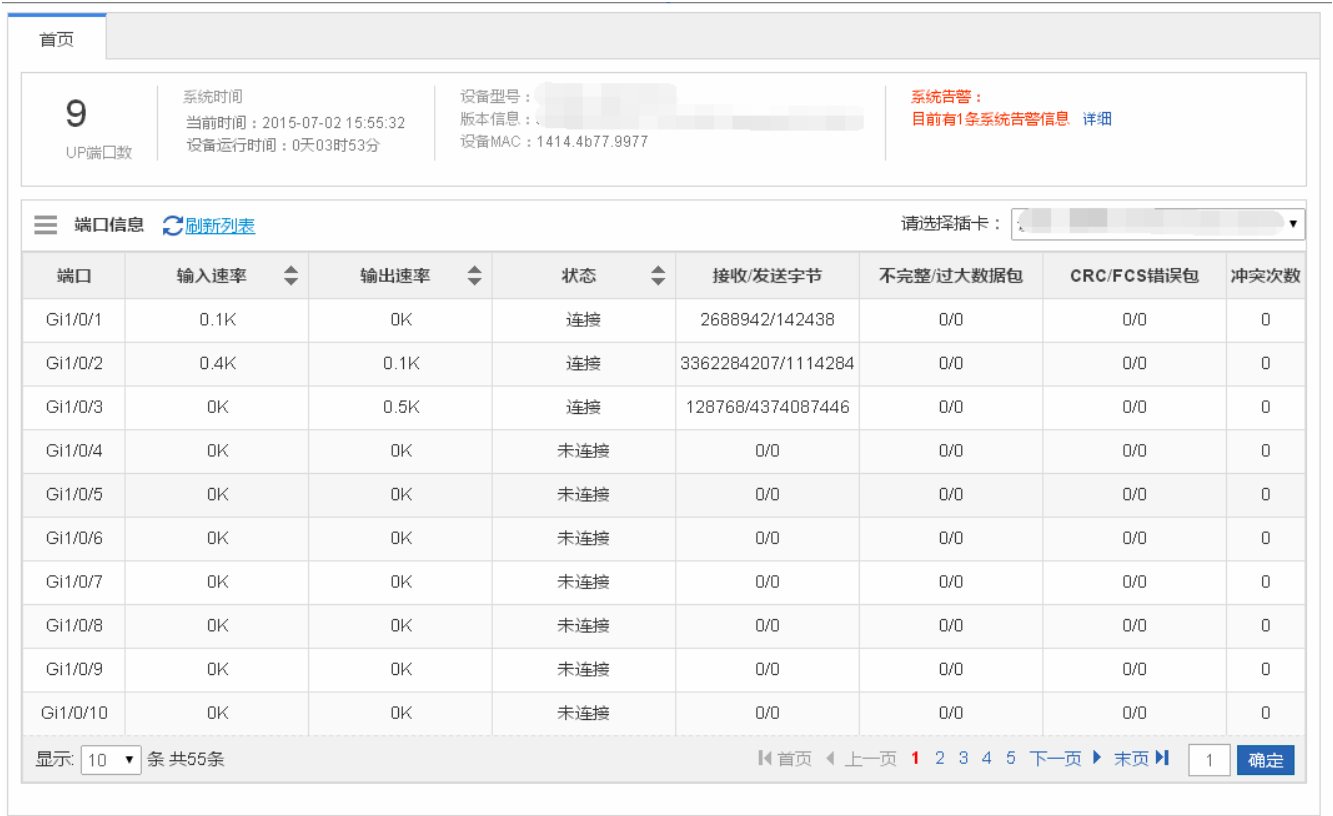 首页
9
UP端口数
系统时间
当前时间：2015-07-02 15:55:32
设备运行时间：0天03时53分
设备型号：
版本信息：
设备MAC：1414.4b77.9977
系统告警：
目前有1条系统告警信息 详细
端口信息 刷新列表 请选择插卡：
端口 输入速率 输出速率 状态 接收/发送字节 不完整/过大数据包 CRC/FCS错误包 冲突次数
Gi1/0/1 0.1K 0K 连接 2688942/142438 0/0 0/0 0
Gi1/0/2 0.4K 0.1K 连接 3362284207/1114284 0/0 0/0 0
Gi1/0/3 0K 0.5K 连接 128768/4374087446 0/0 0/0 0
Gi1/0/4 0K 0K 未连接 0/0 0/0 0/0 0
Gi1/0/5 0K 0K 未连接 0/0 0/0 0/0 0
Gi1/0/6 0K 0K 未连接 0/0 0/0 0/0 0
Gi1/0/7 0K 0K 未连接 0/0 0/0 0/0 0
Gi1/0/8 0K 0K 未连接 0/0 0/0 0/0 0
Gi1/0/9 0K 0K 未连接 0/0 0/0 0/0 0
Gi1/0/10 0K 0K 未连接 0/0 0/0 0/0 0
显示: 10 条 共55条 首页 上一页 1 2 3 4 5 下一页 末页 1 确定